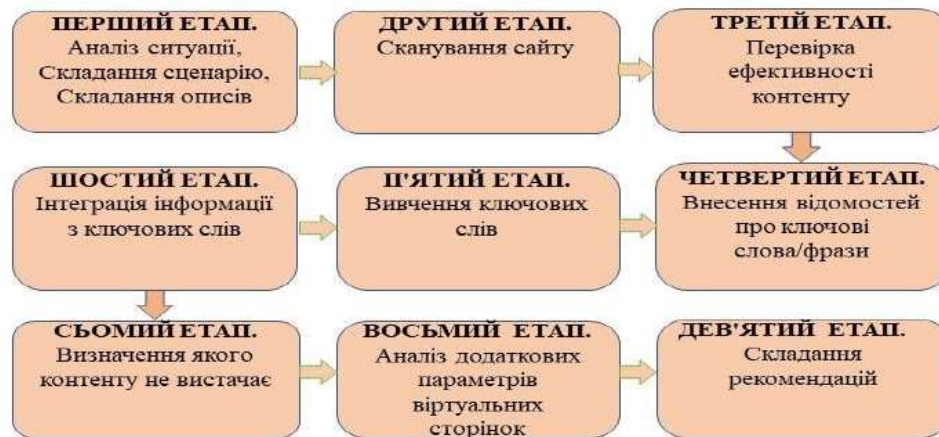 ПЕРШИЙ ЕТАП.
Аналіз ситуації,
Складання сценарію,
Складання описів
ДРУГИЙ ЕТАП.
Сканування сайту
ТРЕТІЙ ЕТАП.
Перевірка
ефективності
контенту
ШОСТИЙ ЕТАП.
Інтеграція інформації
з ключових слів
П'ЯТИЙ ЕТАП.
Вивчення ключових
слів
ЧЕТВЕРТИЙ ЕТАП.
Внесення відомостей
про ключові
слова/фрази
СЬОМИЙ ЕТАП.
Визначення якого
контенту не вистачає
ВОСЬМИЙ ЕТАП.
Аналіз додаткових
параметрів
віртуальних
сторінок
ДЕВ'ЯТИЙ ЕТАП.
Складання
рекомендацій